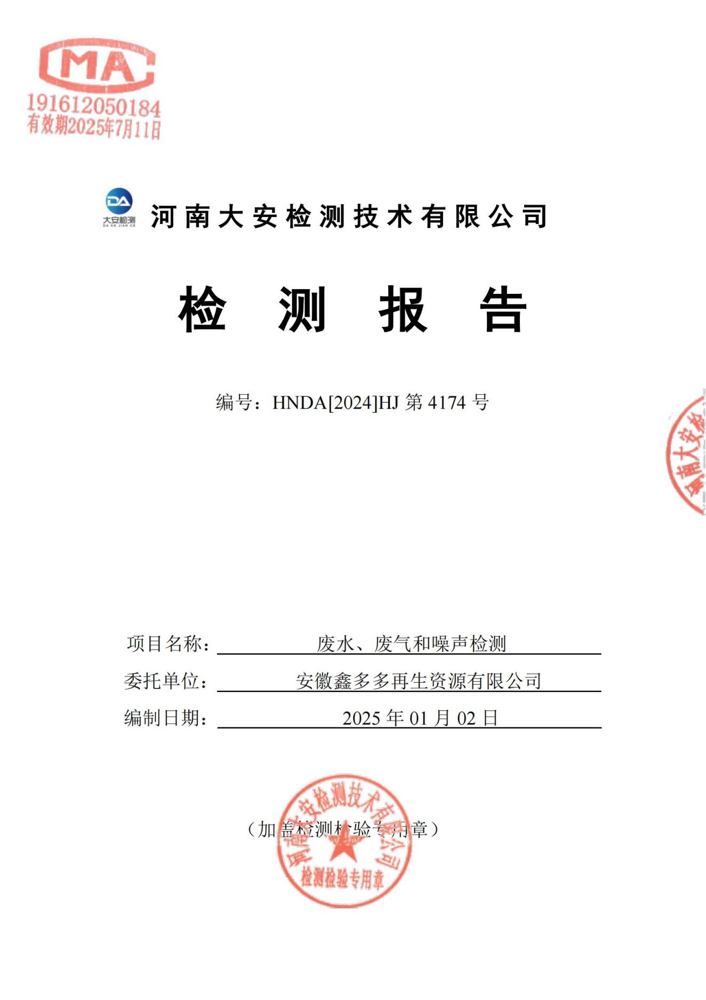 MA
191612050184
有效期2025年7月11日
DA
大安检测
DA AN JIAN CE
河南大安检测技术有限公司
检测报告
编号：HNDA[2024]HJ 第 4174 号
河南大安检
项目名称： 废水、废气和噪声检测
委托单位： 安徽鑫多多再生资源有限公司
编制日期： 2025 年 01 月 02 日
（加盖检测检验专用章）
河南大安检测技术有限公司
检测检验专用章